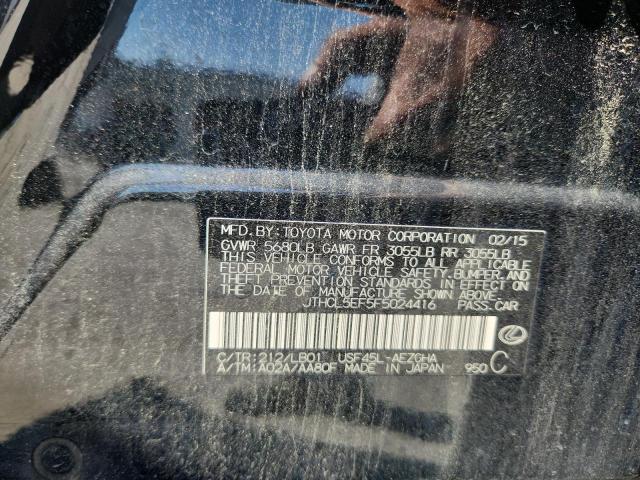 MFD. BY: TOYOTA MOTOR CORPORATION 02/15
GVWR 5680LB GAWR FR 3055LB RR 3055LB
THIS VEHICLE CONFORMS TO ALL APPLICABLE
FEDERAL MOTOR VEHICLE SAFETY, BUMPER, AND
THEFT PREVENTION STANDARDS IN EFFECT ON
THE DATE OF MANUFACTURE SHOWN ABOVE.
JTHCL5EF5F5024416 PASS.CAR
C/TR:212/LB01 USF45L-AEZGHA
A/TM:A02A/AA80F MADE IN JAPAN 950 C